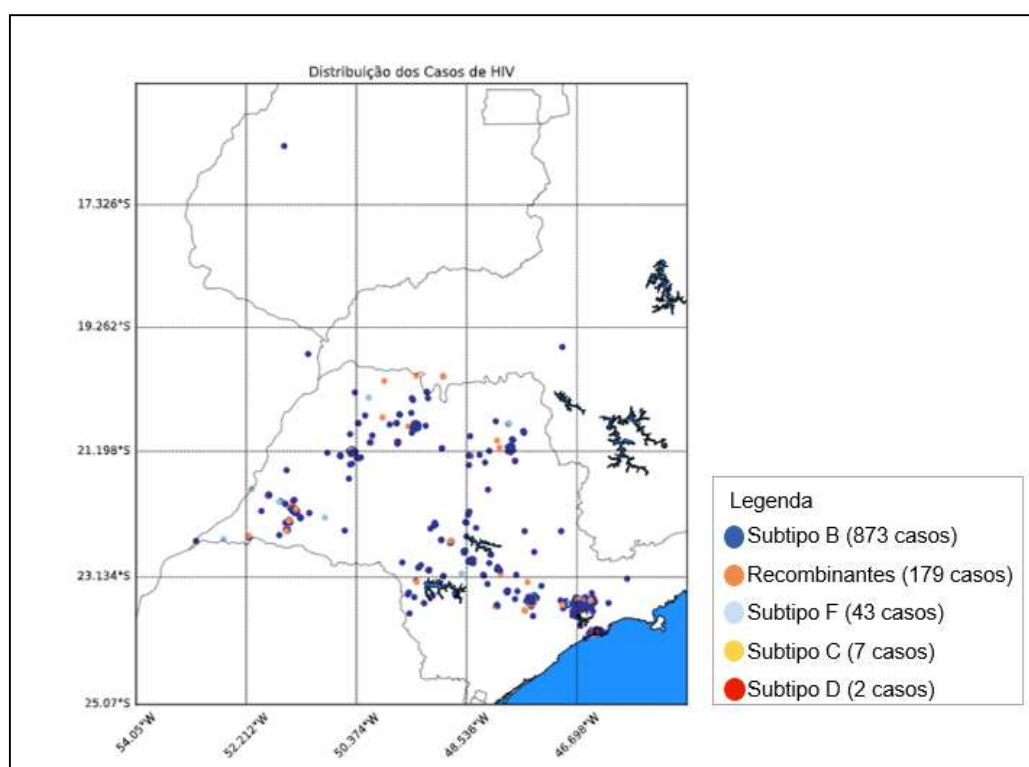 Distribuição dos Casos de HIV
17.326°S
19.262°S
21.198°S
23.134°S
25.07°S
54.05°W
52.212°W
50.374°W
48.536°W
46.698°W
Legenda
Subtipo B (873 casos)
Recombinantes (179 casos)
Subtipo F (43 casos)
Subtipo C (7 casos)
Subtipo D (2 casos)